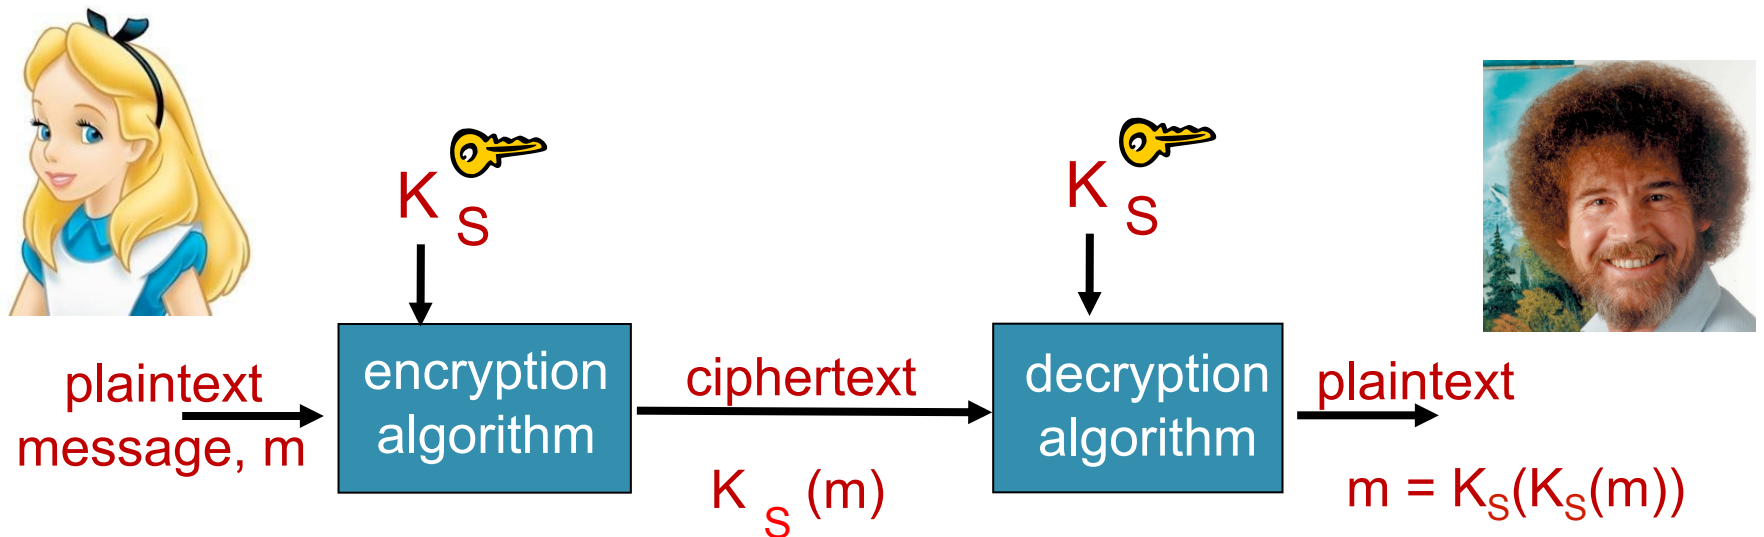 K S
K S
plaintext
message, m
encryption
algorithm
ciphertext
K S (m)
decryption
algorithm
plaintext
m = KS(KS(m))